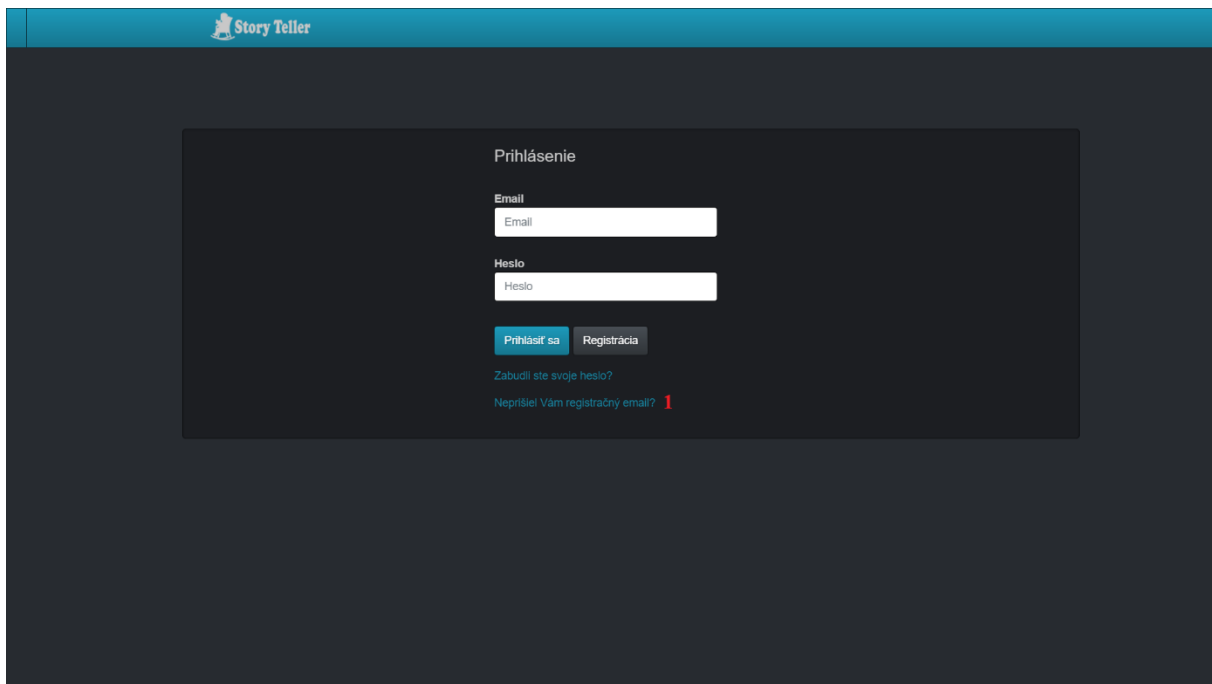 Story Teller
Prihlásenie
Email
Email
Heslo
Heslo
Prihlásiť sa Registrácia
Zabudli ste svoje heslo?
Neprišiel Vám registračný email? 1